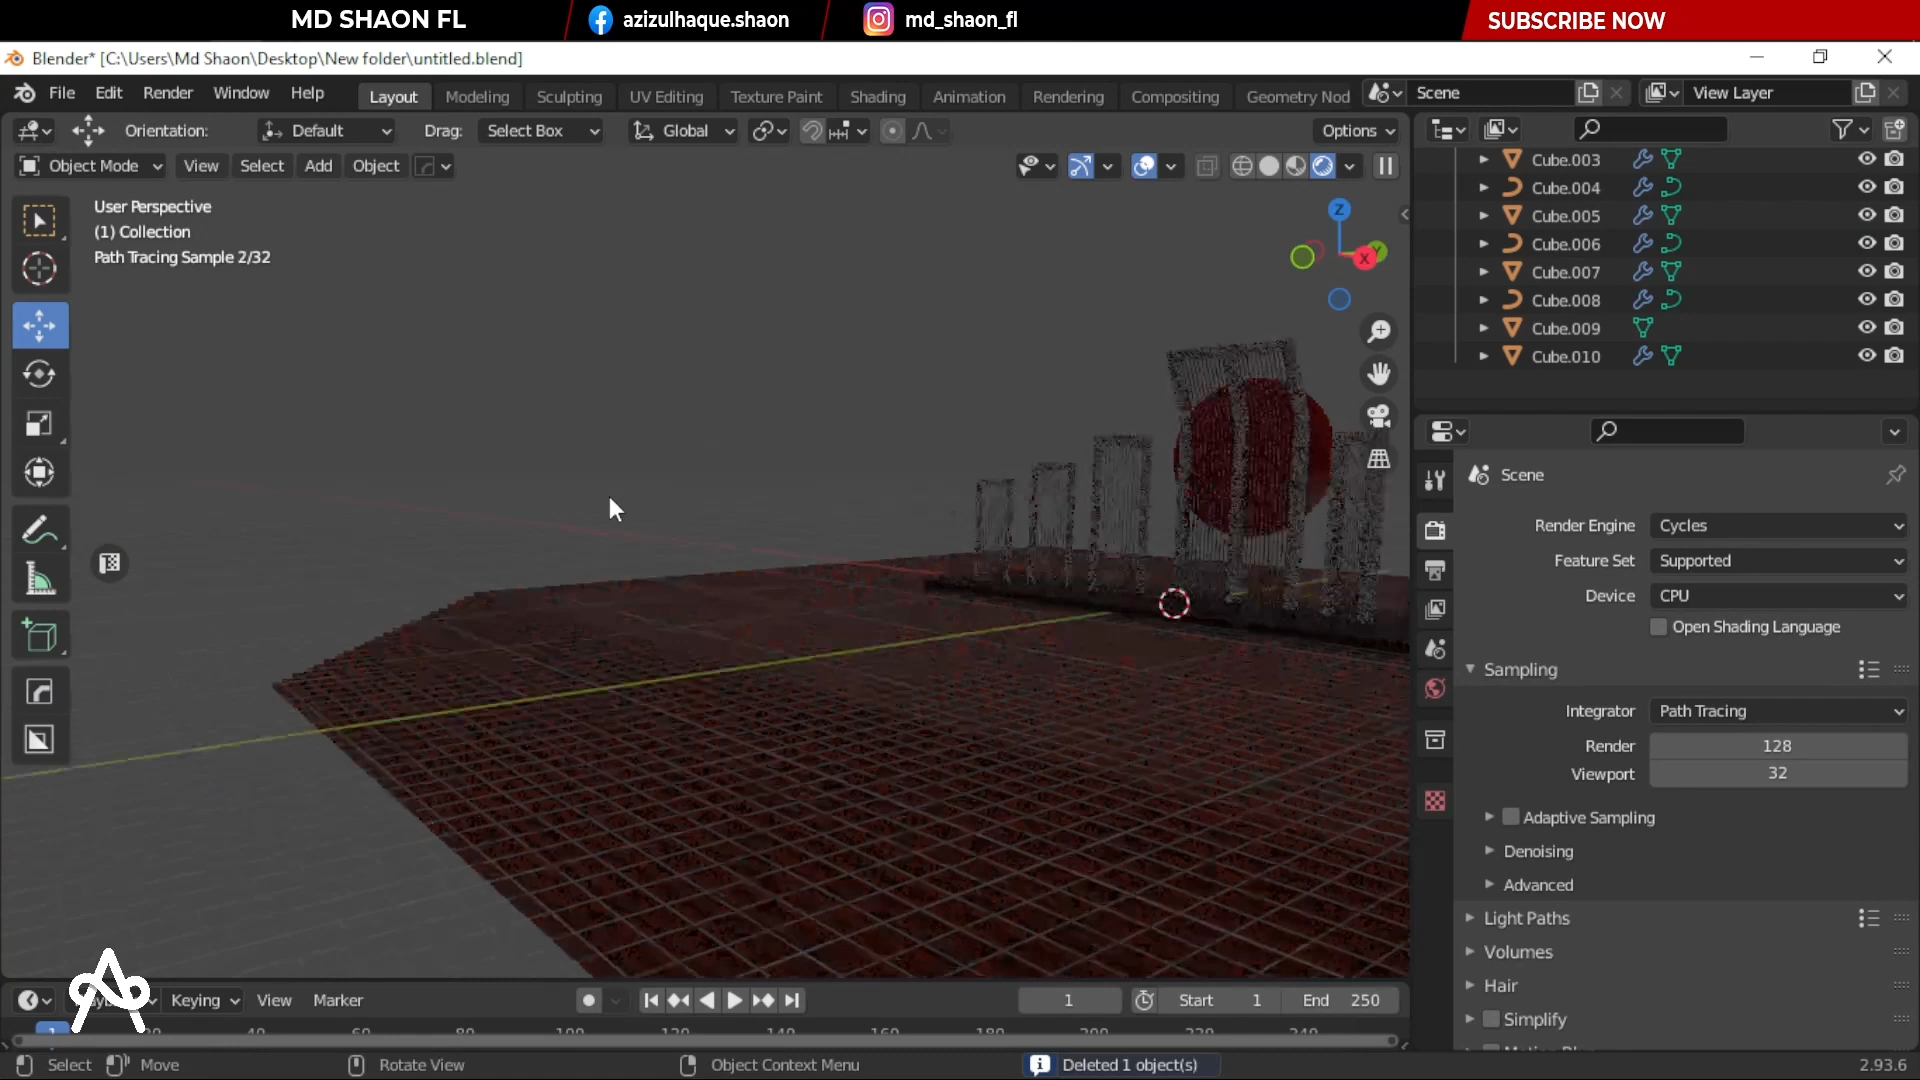 MD SHAON FL
azizulhaque.shaon
md_shaon_fl
SUBSCRIBE NOW
Blender* [C:\Users\Md Shaon\Desktop\New folder\untitled.blend]
File Edit Render Window Help
Layout Modeling Sculpting UV Editing Texture Paint Shading Animation Rendering Compositing Geometry Nod
Scene
View Layer
Orientation: Default Drag: Select Box Global Options
Object Mode View Select Add Object
User Perspective
(1) Collection
Path Tracing Sample 2/32
Z
Y
X
Cube.003
Cube.004
Cube.005
Cube.006
Cube.007
Cube.008
Cube.009
Cube.010
Scene
Render Engine Cycles
Feature Set Supported
Device CPU
Open Shading Language
Sampling
Integrator Path Tracing
Render 128
Viewport 32
Adaptive Sampling
Denoising
Advanced
Light Paths
Volumes
Hair
Simplify
Keying View Marker
1
Start 1
End 250
1
Select Move Rotate View Object Context Menu Deleted 1 object(s) 2.93.6